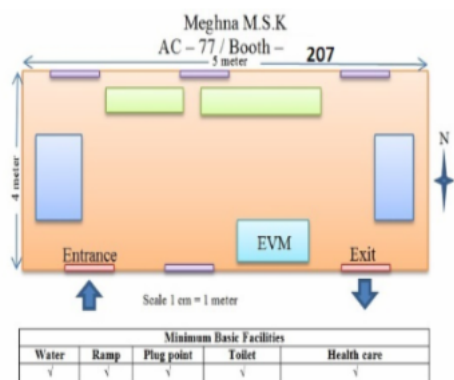 Meghna M.S.K
AC – 77 / Booth – 207
5 meter
4 meter
N
Entrance
EVM
Exit
Scale 1 cm = 1 meter
Minimum Basic Facilities
Water Ramp Plug point Toilet Health care
√ √ √ √ √